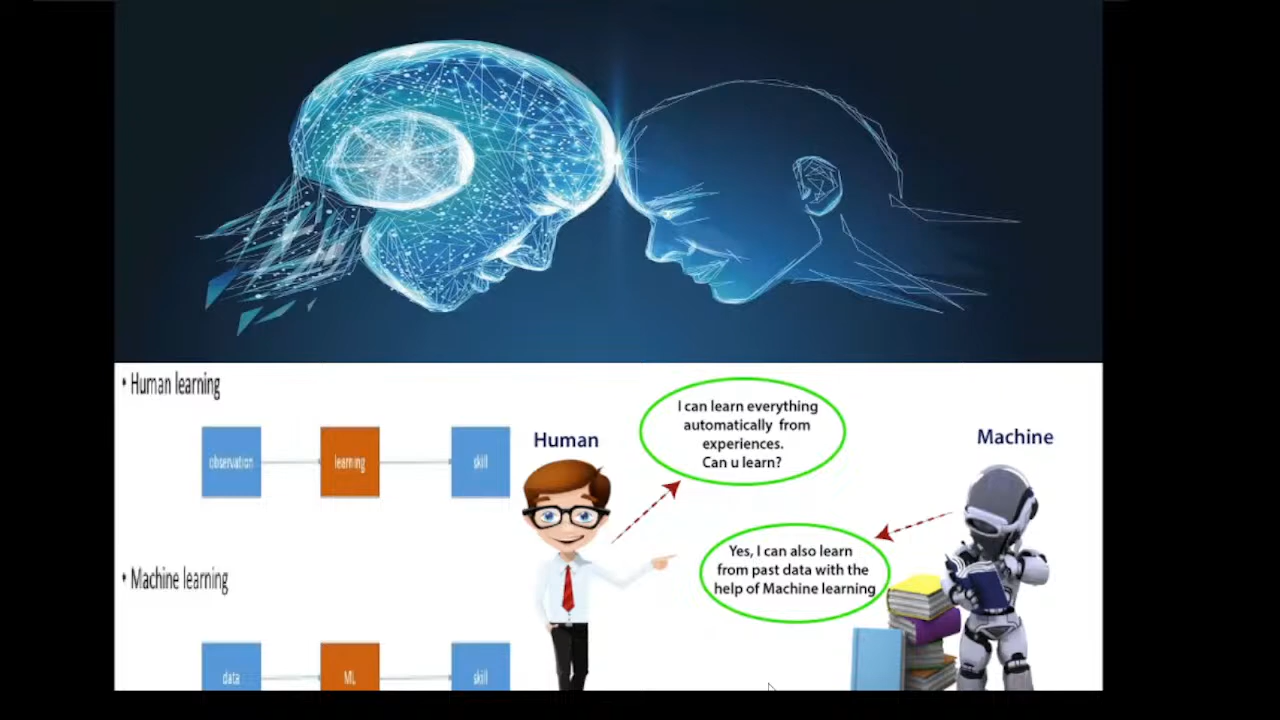 • Human learning
observation
learning
skill
Human
I can learn everything
automatically from
experiences.
Can u learn?
Machine
Yes, I can also learn
from past data with the
help of Machine learning
• Machine learning
data
ML
skill